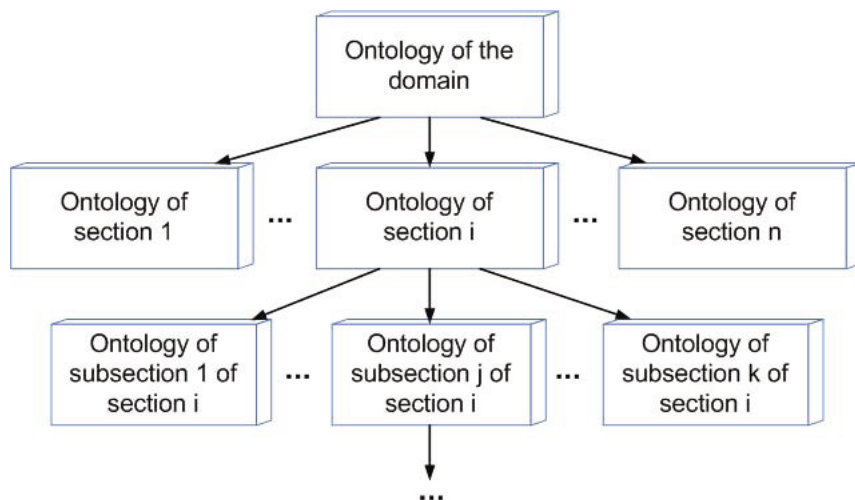 Ontology of the
domain
Ontology of
section 1
...
Ontology of
section i
...
Ontology of
section n
Ontology of
subsection 1 of
section i
...
Ontology of
subsection j of
section i
...
Ontology of
subsection k of
section i
...